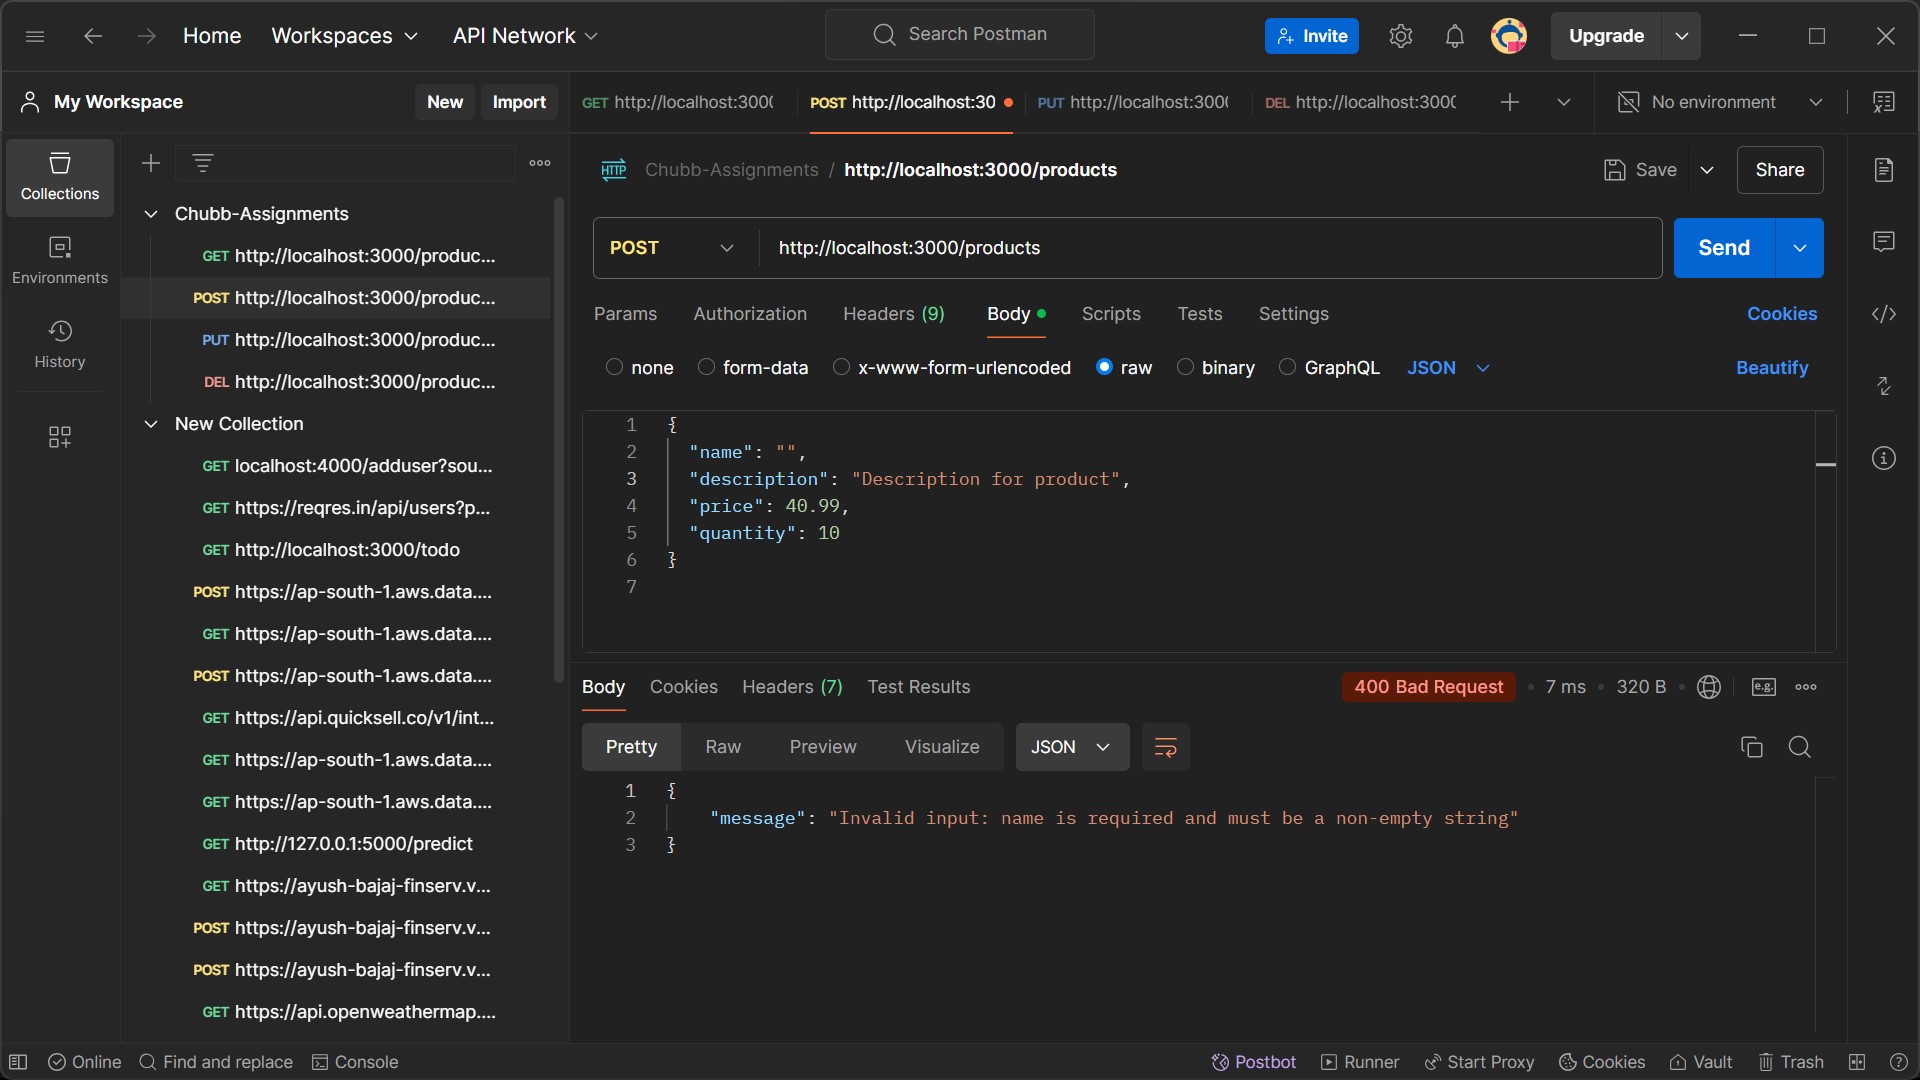 Home Workspaces API Network Search Postman Invite Upgrade
My Workspace New Import GET http://localhost:3000 POST http://localhost:30 PUT http://localhost:3000 DEL http://localhost:3000 No environment
Collections
Environments
History
Chubb-Assignments
GET http://localhost:3000/produc...
POST http://localhost:3000/produc...
PUT http://localhost:3000/produc...
DEL http://localhost:3000/produc...
New Collection
GET localhost:4000/adduser?sou...
GET https://reqres.in/api/users?p...
GET http://localhost:3000/todo
POST https://ap-south-1.aws.data....
GET https://ap-south-1.aws.data....
POST https://ap-south-1.aws.data....
GET https://api.quicksell.co/v1/int...
GET https://ap-south-1.aws.data....
GET https://ap-south-1.aws.data....
GET http://127.0.0.1:5000/predict
GET https://ayush-bajaj-finserv.v...
POST https://ayush-bajaj-finserv.v...
POST https://ayush-bajaj-finserv.v...
GET https://api.openweathermap....
HTTP Chubb-Assignments / http://localhost:3000/products Save Share
POST http://localhost:3000/products Send
Params Authorization Headers (9) Body Scripts Tests Settings Cookies
none form-data x-www-form-urlencoded raw binary GraphQL JSON Beautify
1 {
2 "name": "",
3 "description": "Description for product",
4 "price": 40.99,
5 "quantity": 10
6 }
7
Body Cookies Headers (7) Test Results 400 Bad Request 7 ms 320 B e.g.
Pretty Raw Preview Visualize JSON
1 {
2 "message": "Invalid input: name is required and must be a non-empty string"
3 }
Online Find and replace Console Postbot Runner Start Proxy Cookies Vault Trash